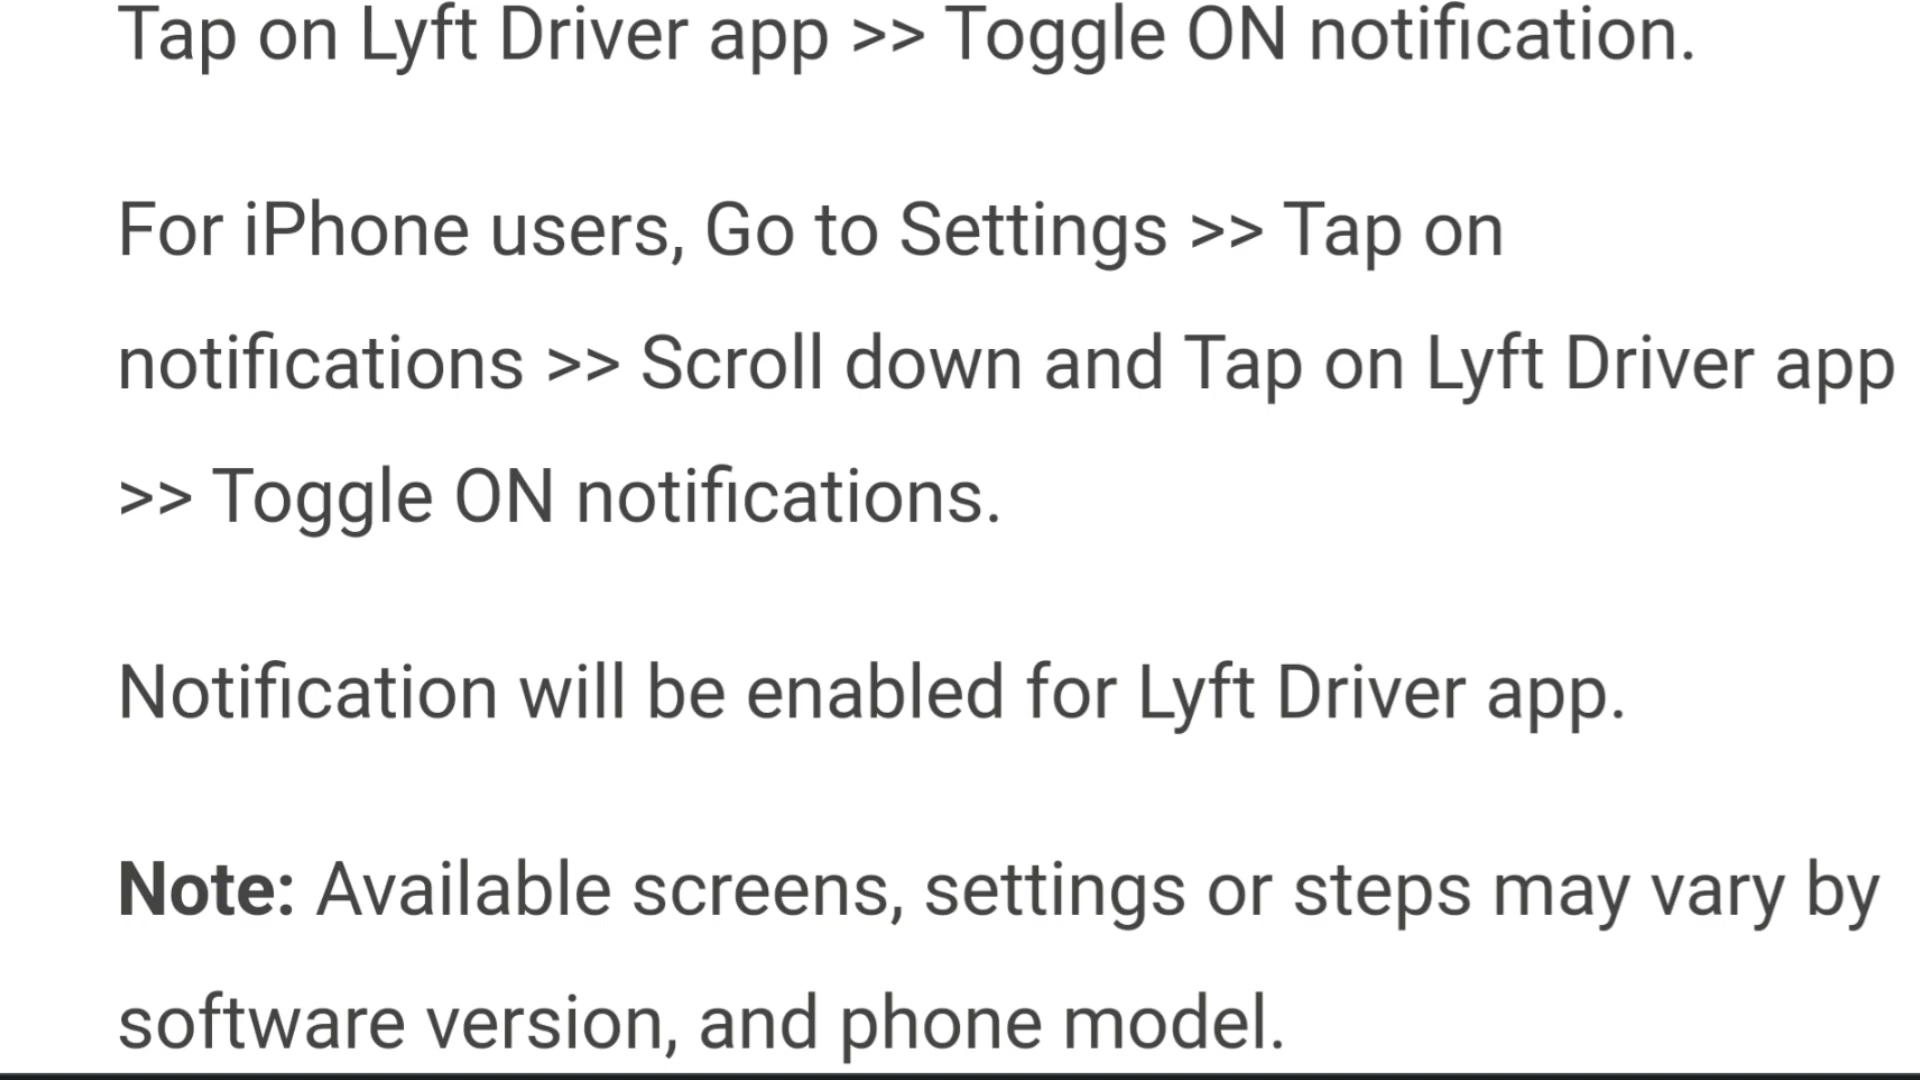 Tap on Lyft Driver app >> Toggle ON notification.
For iPhone users, Go to Settings >> Tap on
notifications >> Scroll down and Tap on Lyft Driver app
>> Toggle ON notifications.
Notification will be enabled for Lyft Driver app.
Note: Available screens, settings or steps may vary by
software version, and phone model.